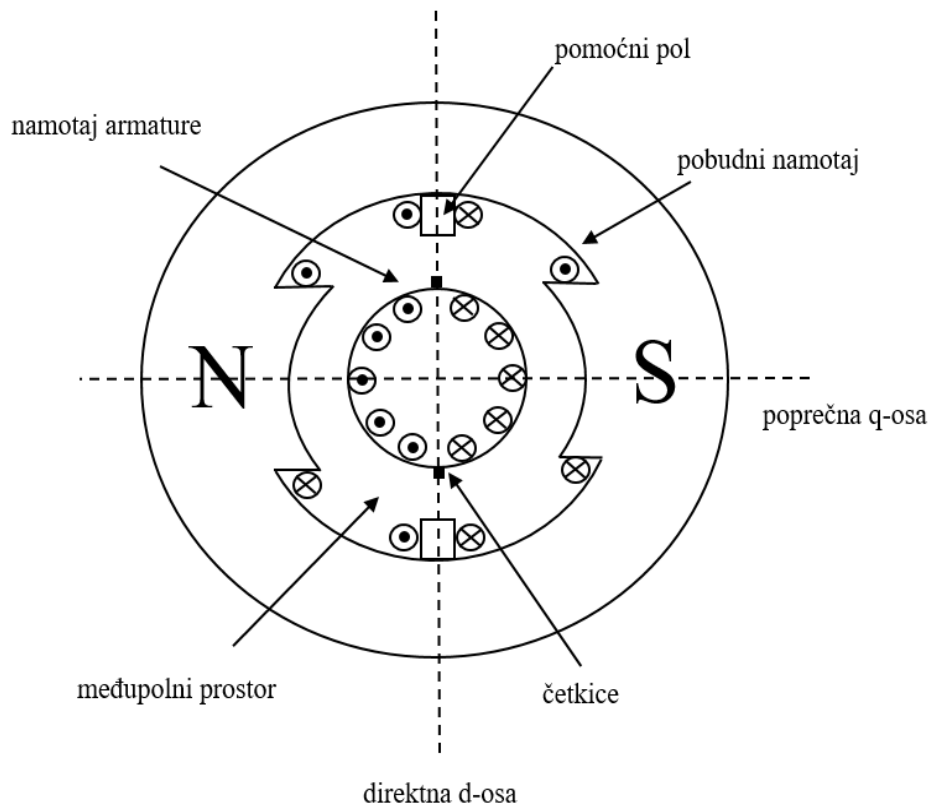 pomoćni pol
namotaj armature
pobudni namotaj
N
S
poprečna q-osa
međupolni prostor
četkice
direktna d-osa